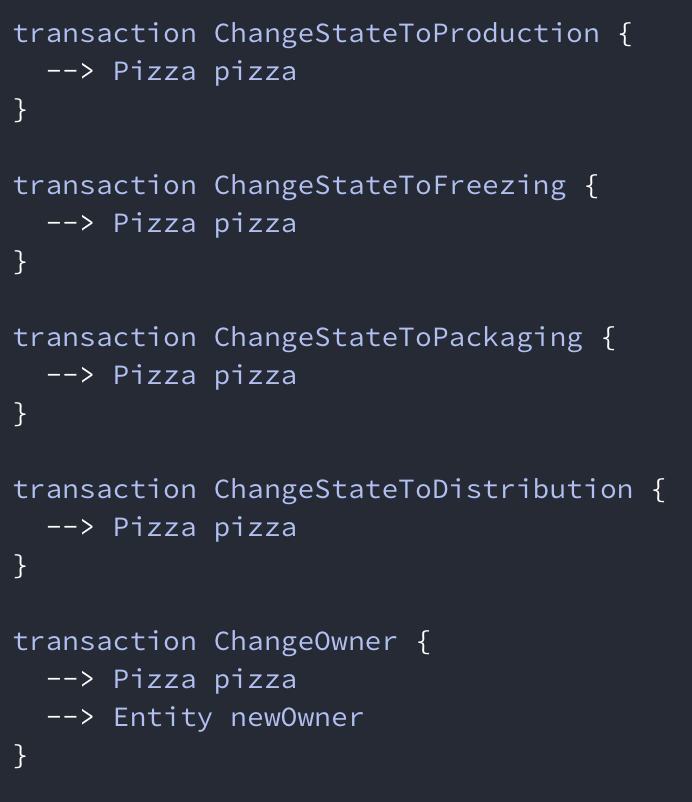 transaction ChangeStateToProduction {
  --> Pizza pizza
}

transaction ChangeStateToFreezing {
  --> Pizza pizza
}

transaction ChangeStateToPackaging {
  --> Pizza pizza
}

transaction ChangeStateToDistribution {
  --> Pizza pizza
}

transaction ChangeOwner {
  --> Pizza pizza
  --> Entity newOwner
}